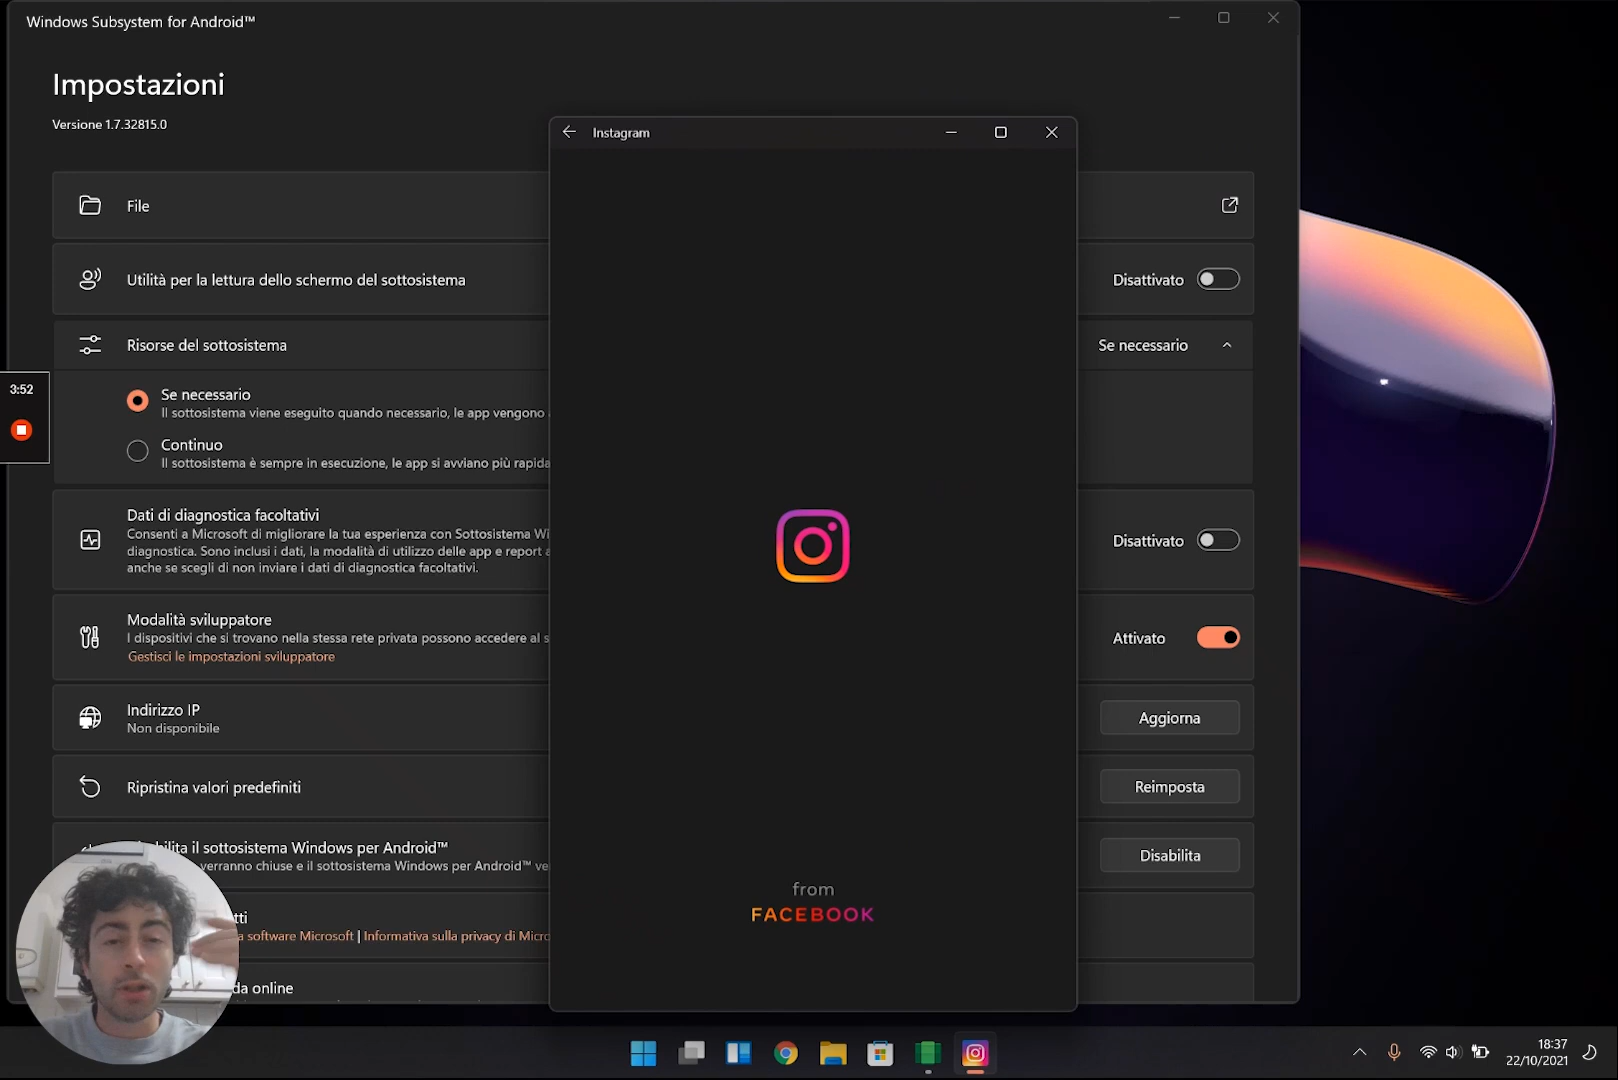 Windows Subsystem for Android™
Impostazioni
Versione 1.7.32815.0
Instagram
File
Utilità per la lettura dello schermo del sottosistema
Disattivato
Risorse del sottosistema
Se necessario
3:52
Se necessario
Il sottosistema viene eseguito quando necessario, le app vengono
Continuo
Il sottosistema è sempre in esecuzione, le app si avviano più rapida
Dati di diagnostica facoltativi
Consenti a Microsoft di migliorare la tua esperienza con Sottosistema Wi
diagnostica. Sono inclusi i dati, la modalità di utilizzo delle app e report a
anche se scegli di non inviare i dati di diagnostica facoltativi.
Disattivato
Modalità sviluppatore
I dispositivi che si trovano nella stessa rete privata possono accedere al s
Gestisci le impostazioni sviluppatore
Attivato
Indirizzo IP
Non disponibile
Aggiorna
Ripristina valori predefiniti
Reimposta
bilita il sottosistema Windows per Android™
verranno chiuse e il sottosistema Windows per Android™ ve
Disabilita
from
FACEBOOK
tti
a software Microsoft | Informativa sulla privacy di Micro
da online
18:37
22/10/2021